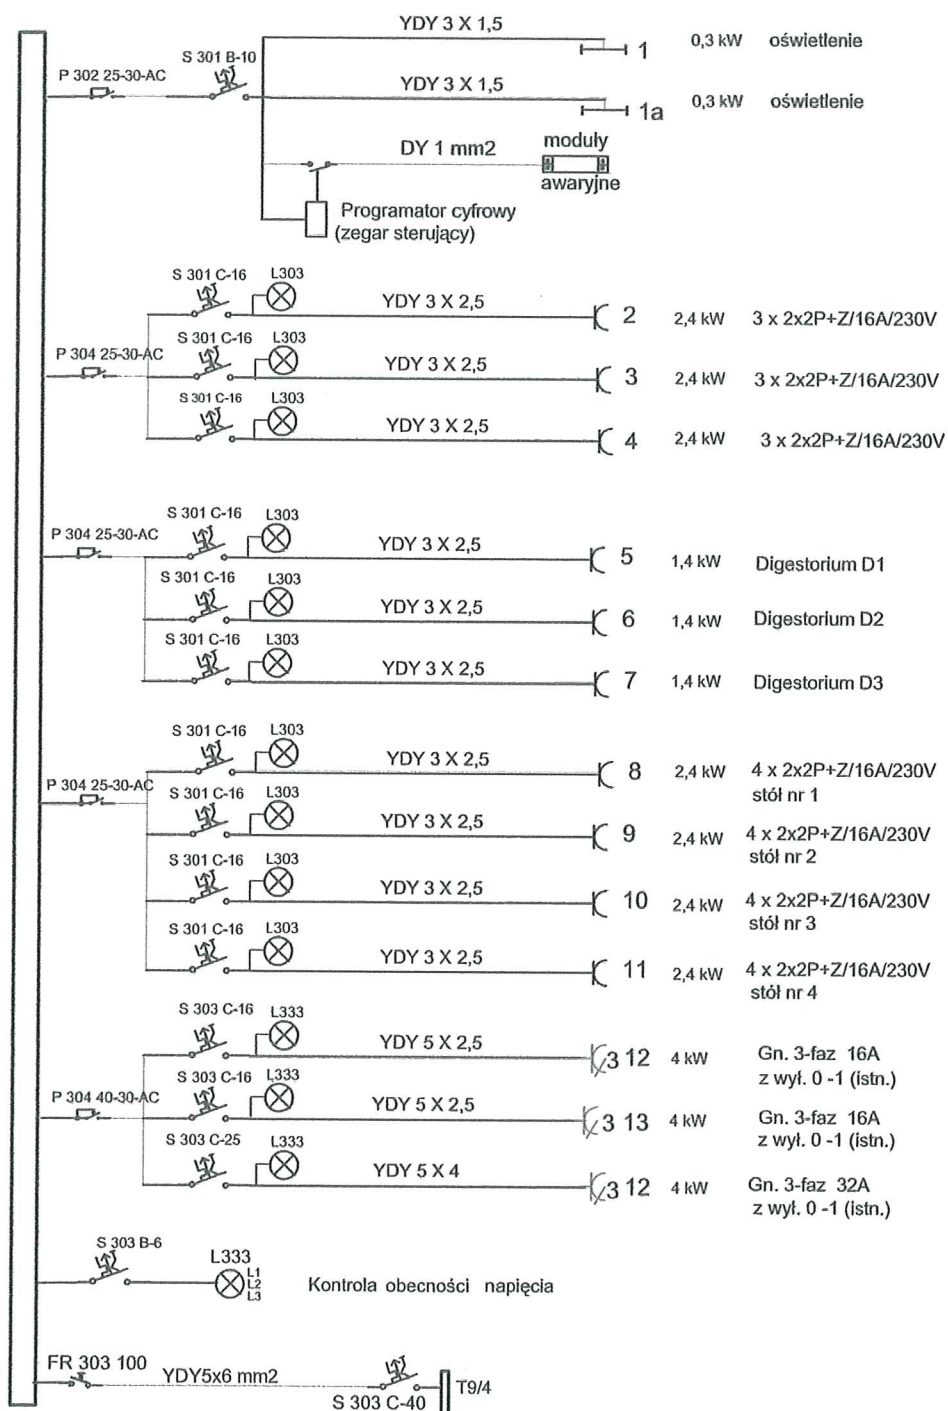 YDY 3 X 1,5
1 0,3 kW oświetlenie
S 301 B-10
P 302 25-30-AC
YDY 3 X 1,5
1a 0,3 kW oświetlenie
DY 1 mm2
moduły
awaryjne
Programator cyfrowy
(zegar sterujący)
S 301 C-16 L303
YDY 3 X 2,5
2 2,4 kW 3 x 2x2P+Z/16A/230V
P 304 25-30-AC
S 301 C-16 L303
YDY 3 X 2,5
3 2,4 kW 3 x 2x2P+Z/16A/230V
S 301 C-16 L303
YDY 3 X 2,5
4 2,4 kW 3 x 2x2P+Z/16A/230V
P 304 25-30-AC
S 301 C-16 L303
YDY 3 X 2,5
5 1,4 kW Digestorium D1
S 301 C-16 L303
YDY 3 X 2,5
6 1,4 kW Digestorium D2
S 301 C-16 L303
YDY 3 X 2,5
7 1,4 kW Digestorium D3
S 301 C-16 L303
YDY 3 X 2,5
8 2,4 kW 4 x 2x2P+Z/16A/230V
stół nr 1
P 304 25-30-AC
S 301 C-16 L303
YDY 3 X 2,5
9 2,4 kW 4 x 2x2P+Z/16A/230V
stół nr 2
S 301 C-16 L303
YDY 3 X 2,5
10 2,4 kW 4 x 2x2P+Z/16A/230V
stół nr 3
S 301 C-16 L303
YDY 3 X 2,5
11 2,4 kW 4 x 2x2P+Z/16A/230V
stół nr 4
S 303 C-16 L333
YDY 5 X 2,5
3 12 4 kW Gn. 3-faz 16A
z wył. 0 -1 (istn.)
P 304 40-30-AC
S 303 C-16 L333
YDY 5 X 2,5
3 13 4 kW Gn. 3-faz 16A
z wył. 0 -1 (istn.)
S 303 C-25 L333
YDY 5 X 4
3 12 4 kW Gn. 3-faz 32A
z wył. 0 -1 (istn.)
S 303 B-6
L333
L1
L2
L3
Kontrola obecności napięcia
FR 303 100
YDY5x6 mm2
S 303 C-40
T9/4